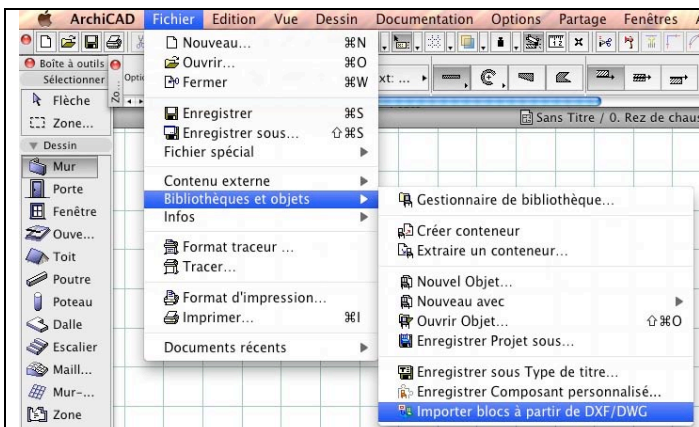 ArchiCAD Fichier Edition Vue Dessin Documentation Options Partage Fenêtres
Boîte à outils
Sélectionner
Flèche
Zone...
Dessin
Mur
Porte
Fenêtre
Ouve...
Toit
Poutre
Poteau
Dalle
Escalier
Maill...
Mur-...
Zone
Zo...
Optio
Nouveau... ⌘N
Ouvrir... ⌘O
Fermer ⌘W
Enregistrer ⌘S
Enregistrer sous... ⇧⌘S
Fichier spécial
Contenu externe
Bibliothèques et objets
Infos
Format traceur ...
Tracer...
Format d'impression...
Imprimer... ⌘I
Documents récents
xt: ...
Sans Titre / 0. Rez de chaus
Gestionnaire de bibliothèque...
Créer conteneur
Extraire un conteneur...
Nouvel Objet...
Nouveau avec
Ouvrir Objet... ⇧⌘O
Enregistrer Projet sous...
Enregistrer sous Type de titre...
Enregistrer Composant personnalisé...
Importer blocs à partir de DXF/DWG